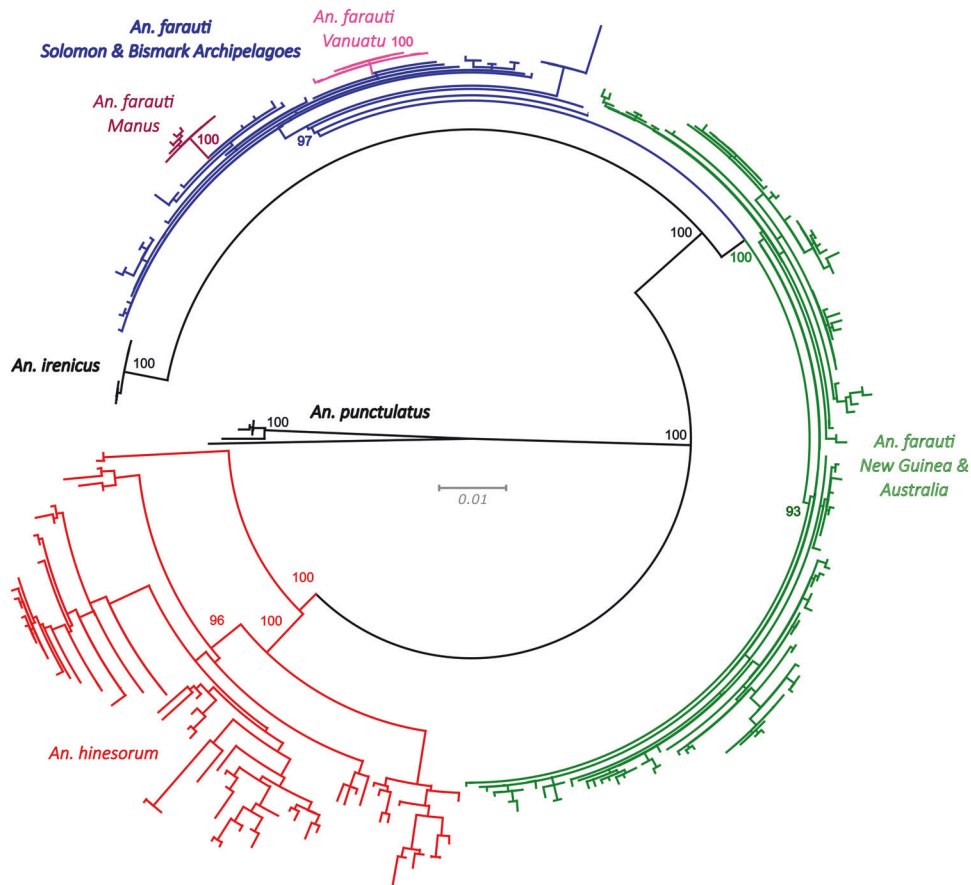 An. farauti
Solomon & Bismark Archipelagoes
An. farauti
Vanuatu 100
An. farauti
Manus
100
97
100
100
An. irenicus
100
An. punctulatus
100
100
An. farauti
New Guinea &
Australia
0.01
93
100
96
100
An. hinesorum